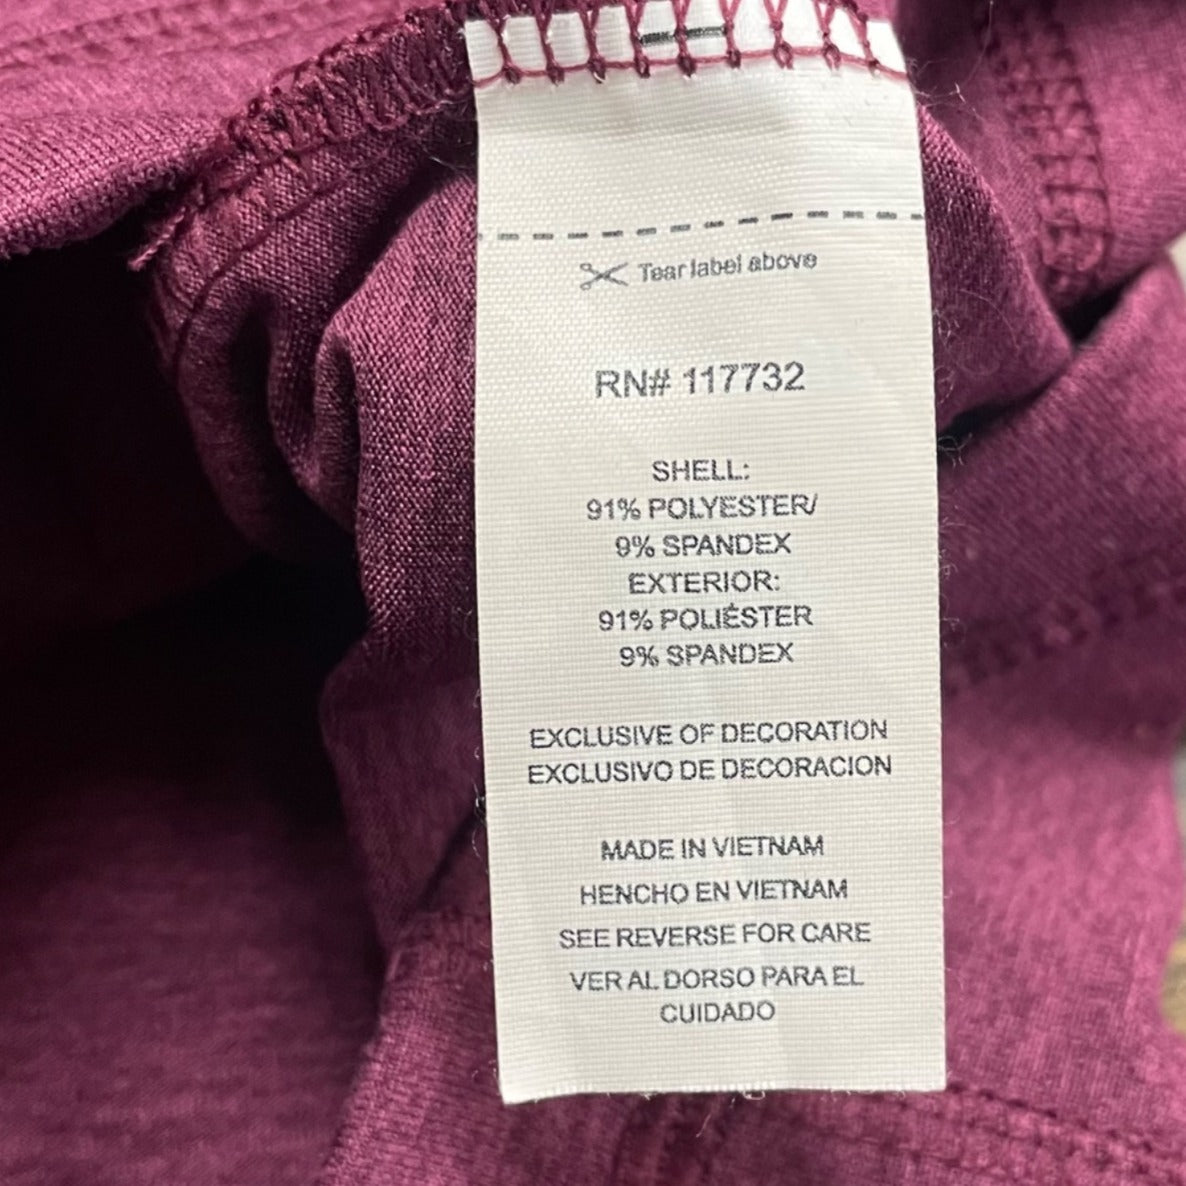 Tear label above
RN# 117732
SHELL:
91% POLYESTER/
9% SPANDEX
EXTERIOR:
91% POLIÉSTER
9% SPANDEX
EXCLUSIVE OF DECORATION
EXCLUSIVO DE DECORACION
MADE IN VIETNAM
HENCHO EN VIETNAM
SEE REVERSE FOR CARE
VER AL DORSO PARA EL
CUIDADO